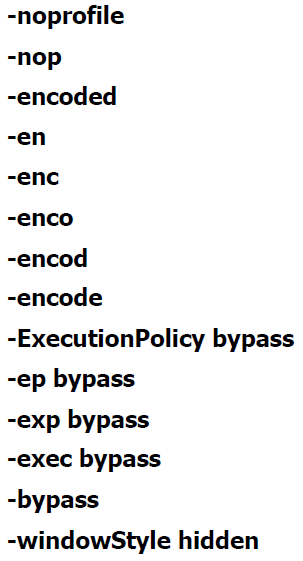 -noprofile
-nop
-encoded
-en
-enc
-enco
-encod
-encode
-ExecutionPolicy bypass
-ep bypass
-exp bypass
-exec bypass
-bypass
-windowStyle hidden